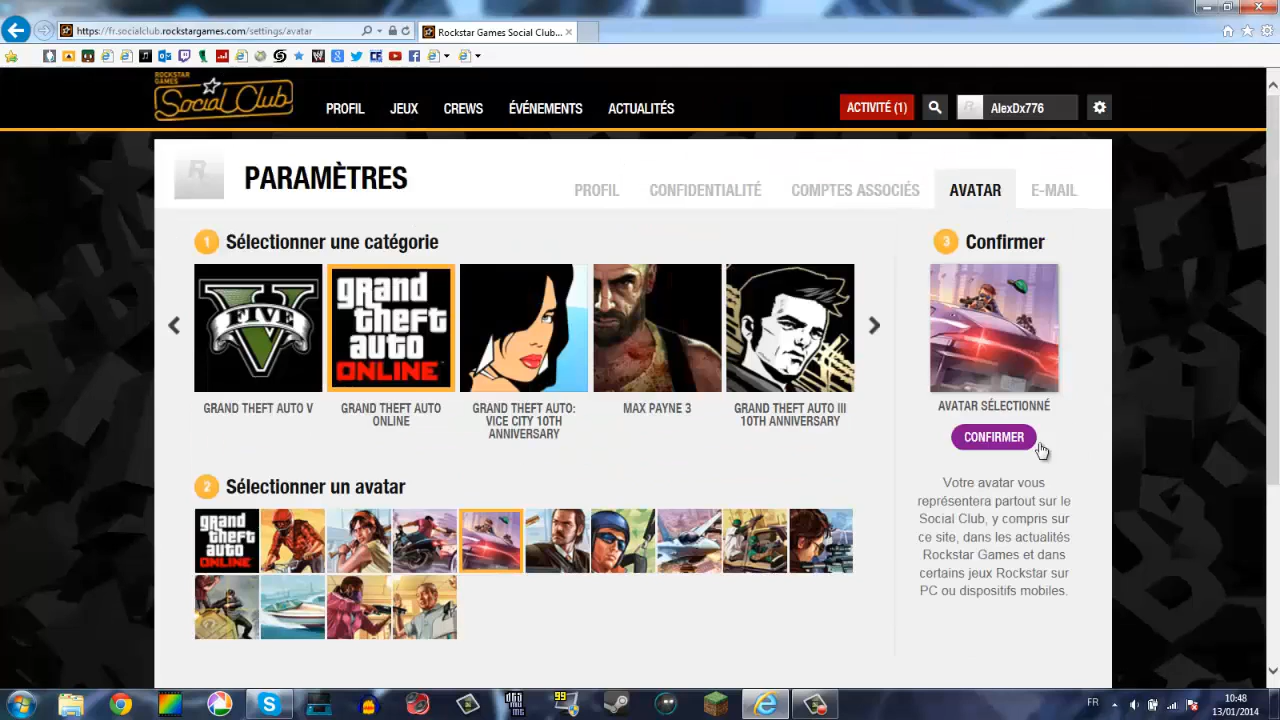 https://fr.socialclub.rockstargames.com/settings/avatar
Rockstar Games Social Club...
ROCKSTAR
GAMES
Social Club
PROFIL
JEUX
CREWS
ÉVÉNEMENTS
ACTUALITÉS
ACTIVITÉ (1)
AlexDx776
PARAMÈTRES
PROFIL
CONFIDENTIALITÉ
COMPTES ASSOCIÉS
AVATAR
E-MAIL
1 Sélectionner une catégorie
3 Confirmer
FIVE
grand
theft
auto
ONLINE
GRAND THEFT AUTO V
GRAND THEFT AUTO
ONLINE
GRAND THEFT AUTO:
VICE CITY 10TH
ANNIVERSARY
MAX PAYNE 3
GRAND THEFT AUTO III
10TH ANNIVERSARY
AVATAR SÉLECTIONNÉ
CONFIRMER
Votre avatar vous
représentera partout sur le
Social Club, y compris sur
ce site, dans les actualités
Rockstar Games et dans
certains jeux Rockstar sur
PC ou dispositifs mobiles.
2 Sélectionner un avatar
grand
theft
auto
ONLINE
99
FR
10:48
13/01/2014